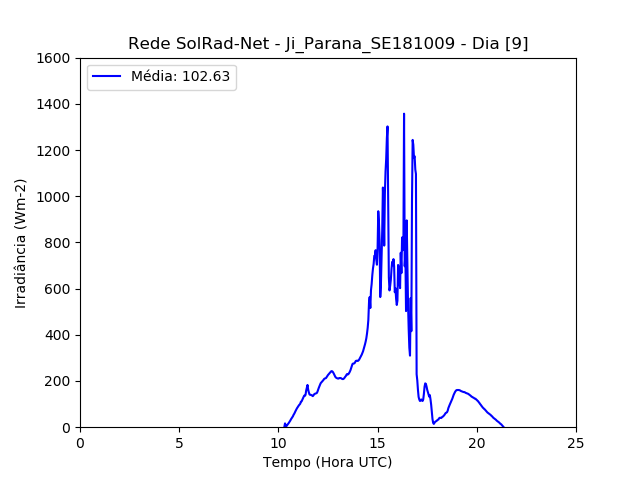 Rede SolRad-Net - Ji_Parana_SE181009 - Dia [9]
Média: 102.63
Irradiância (Wm-2)
1600
1400
1200
1000
800
600
400
200
0
0 5 10 15 20 25
Tempo (Hora UTC)